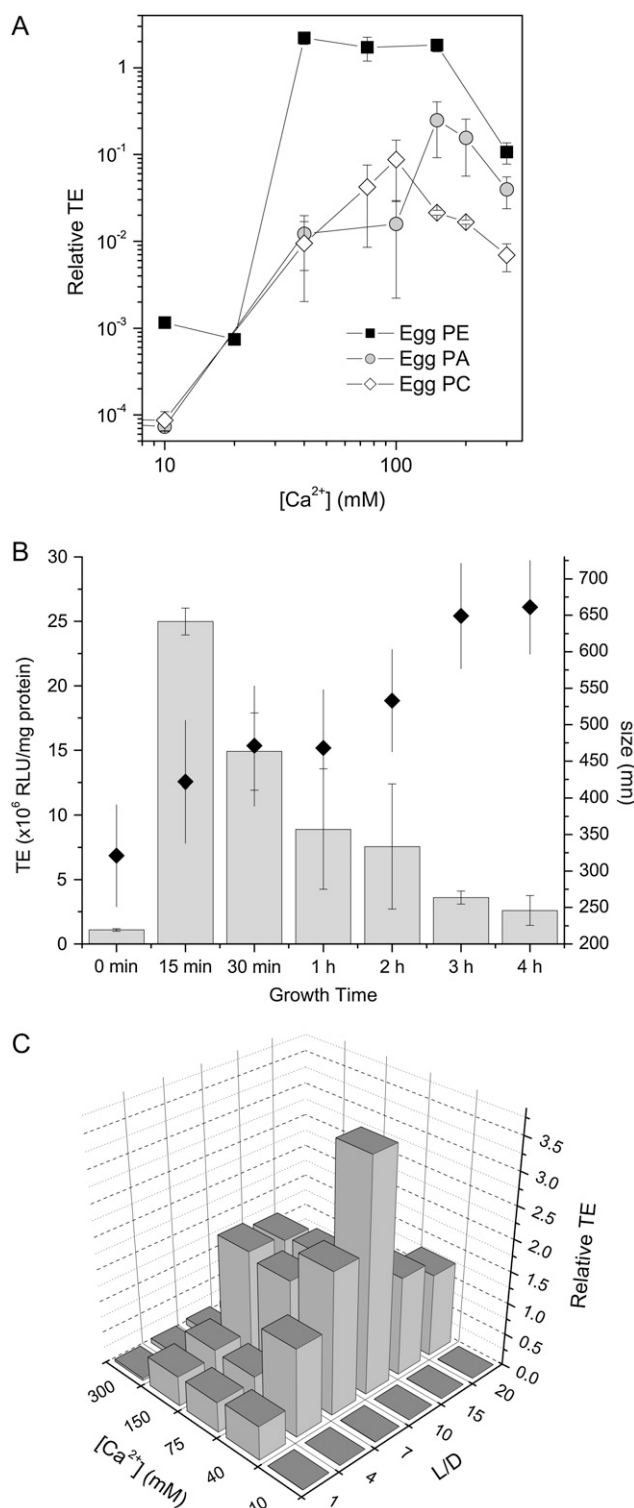 A
Relative TE
1
10⁻¹
10⁻²
10⁻³
10⁻⁴
Egg PE
Egg PA
Egg PC
10
100
[Ca²⁺] (mM)
B
TE (x10⁶ RLU/mg protein)
30
25
20
15
10
5
0
700
650
600
550
500
450
400
350
300
250
200
size (nm)
0 min 15 min 30 min 1 h 2 h 3 h 4 h
Growth Time
C
Relative TE
3.5
3.0
2.5
2.0
1.5
1.0
0.5
0.0
300
150
75
40
10
[Ca²⁺] (mM)
1
4
7
10
15
20
L/D